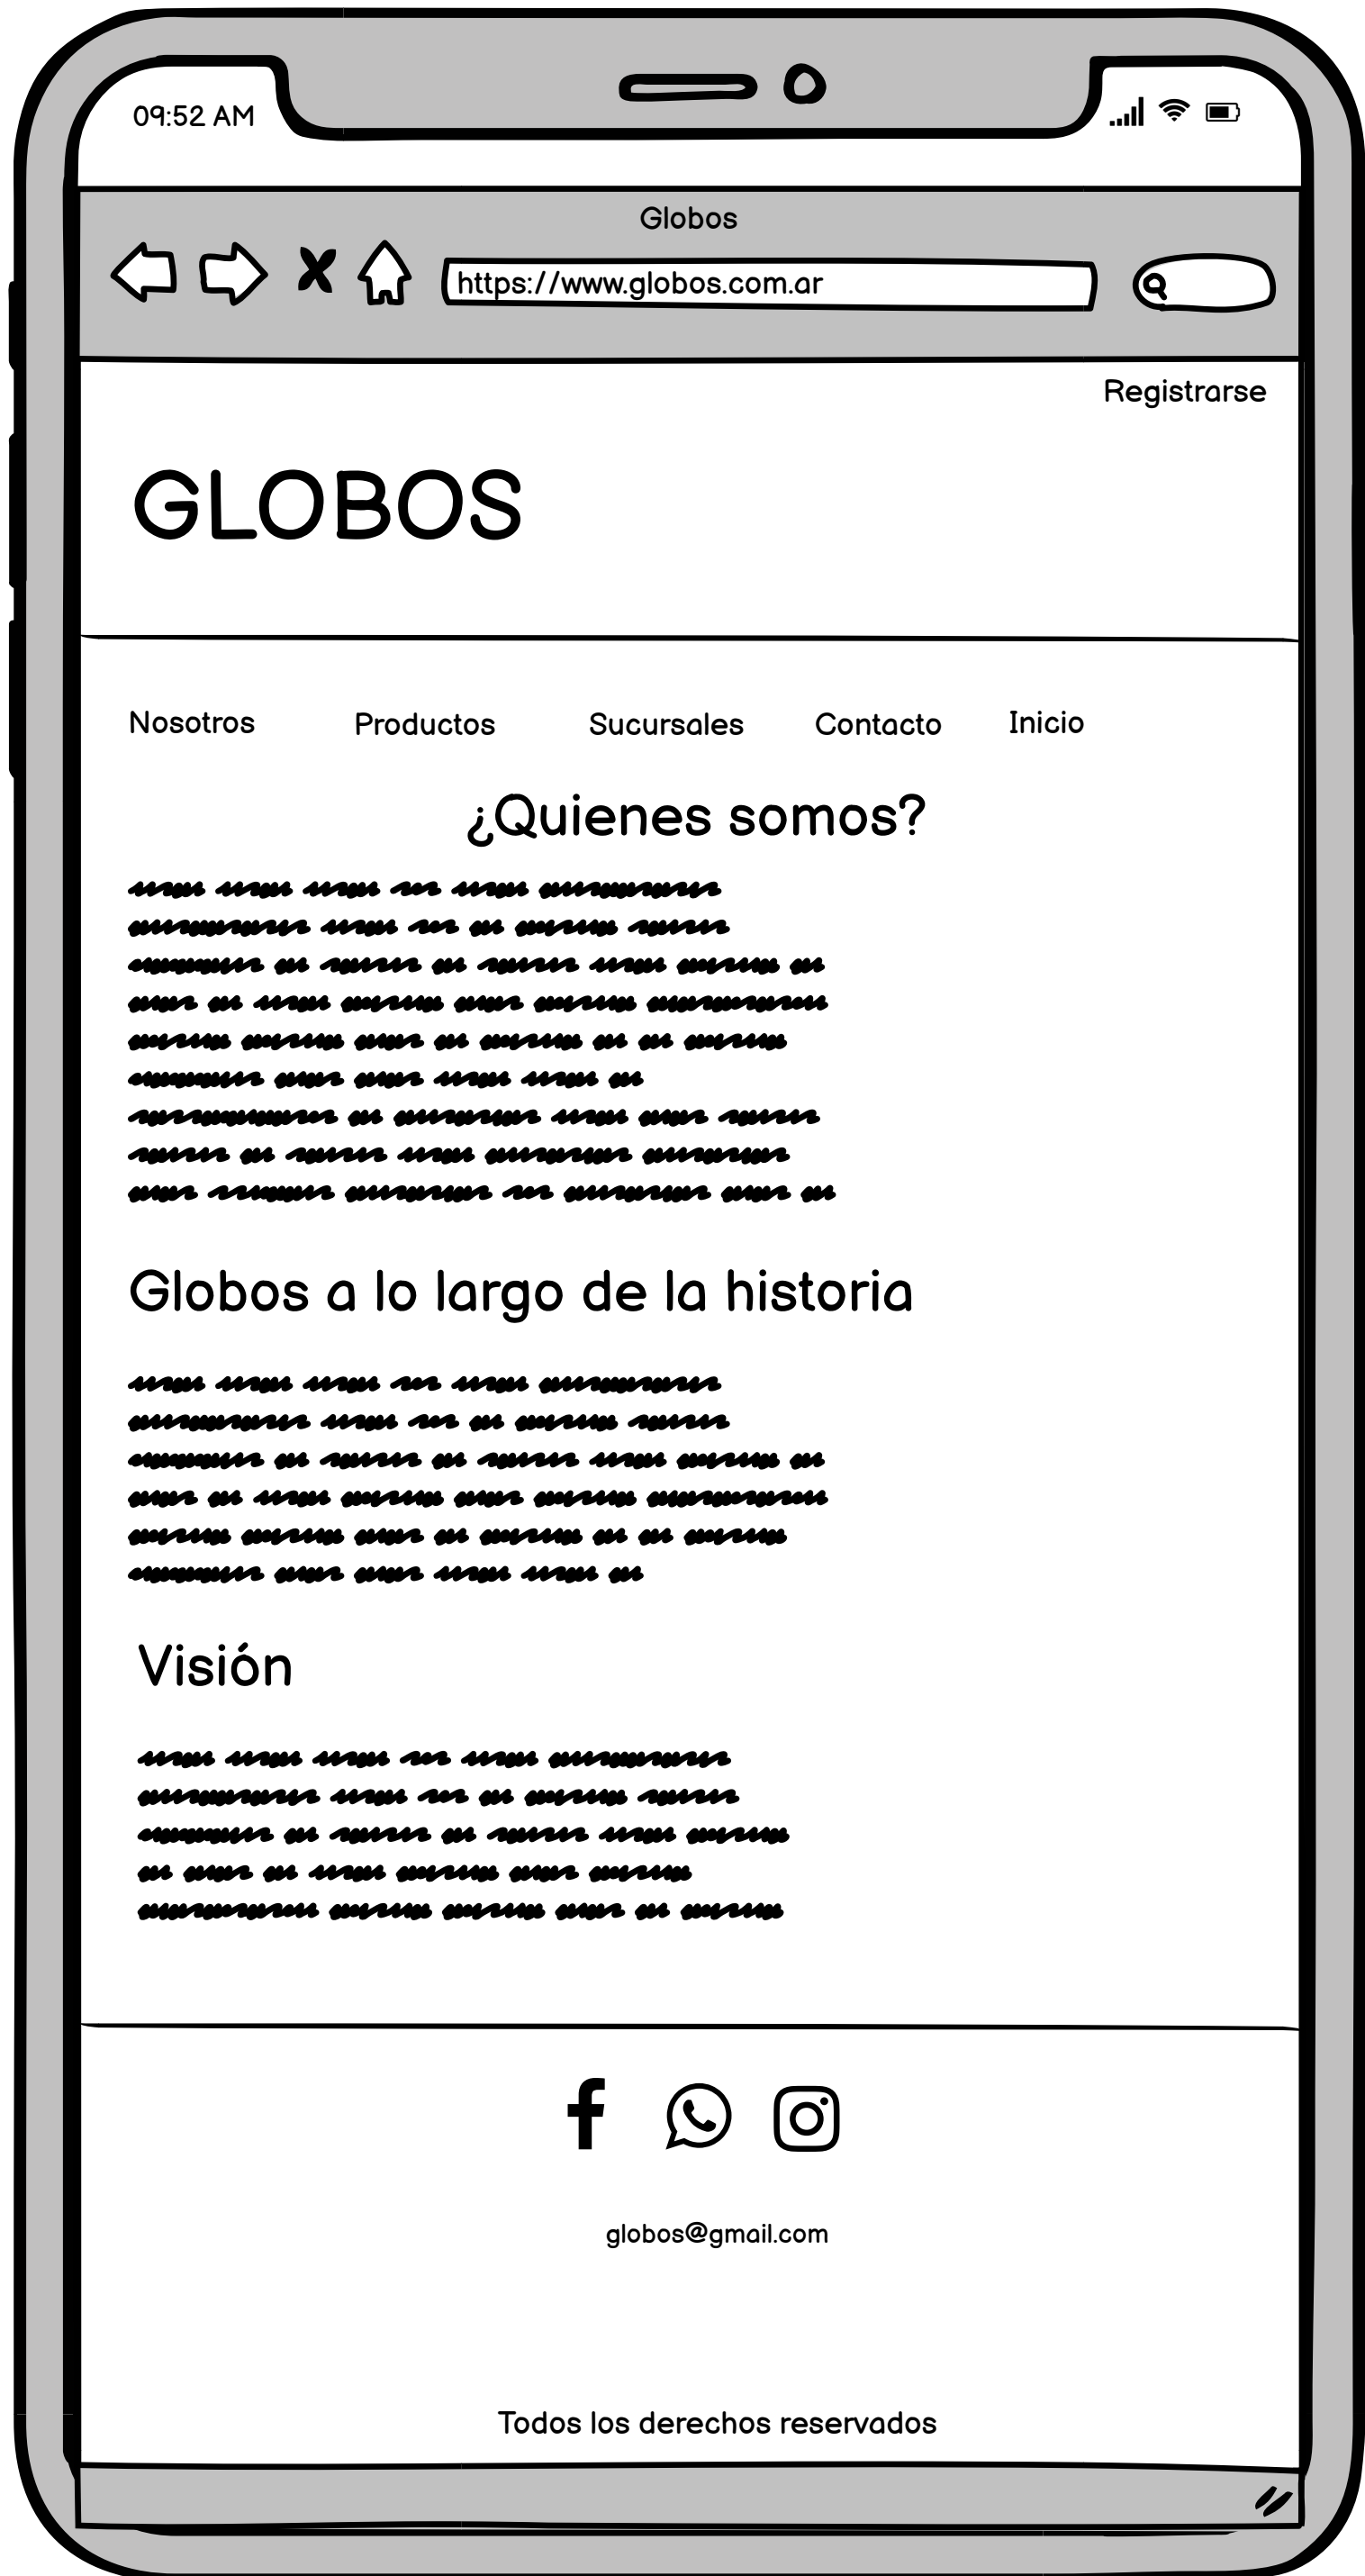 09:52 AM
Globos
https://www.globos.com.ar
Registrarse
GLOBOS
Nosotros Productos Sucursales Contacto Inicio
¿Quienes somos?
Globos a lo largo de la historia
Visión
globos@gmail.com
Todos los derechos reservados